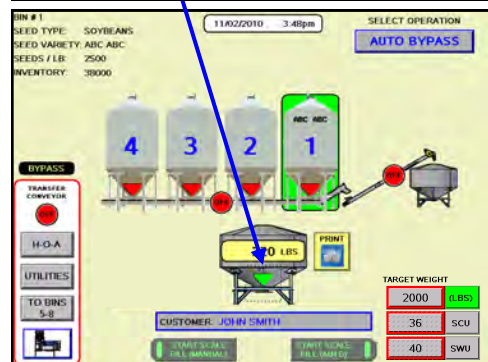 BIN # 1
SEED TYPE: SOYBEANS
SEED VARIETY: ABC ABC
SEEDS / LB: 2500
INVENTORY: 38000
11/02/2010 3:48pm
SELECT OPERATION
AUTO BYPASS
ABC ABC
4 3 2 1
BYPASS
TRANSFER CONVEYOR
OFF
OFF
OFF
H-O-A
UTILITIES
TO BINS
5-8
LBS
PRINT
CUSTOMER: JOHN SMITH
START SCALE
FILL (MANUAL)
START SCALE
FILL (AUTO)
TARGET WEIGHT
2000 (LBS)
36 SCU
40 SWU